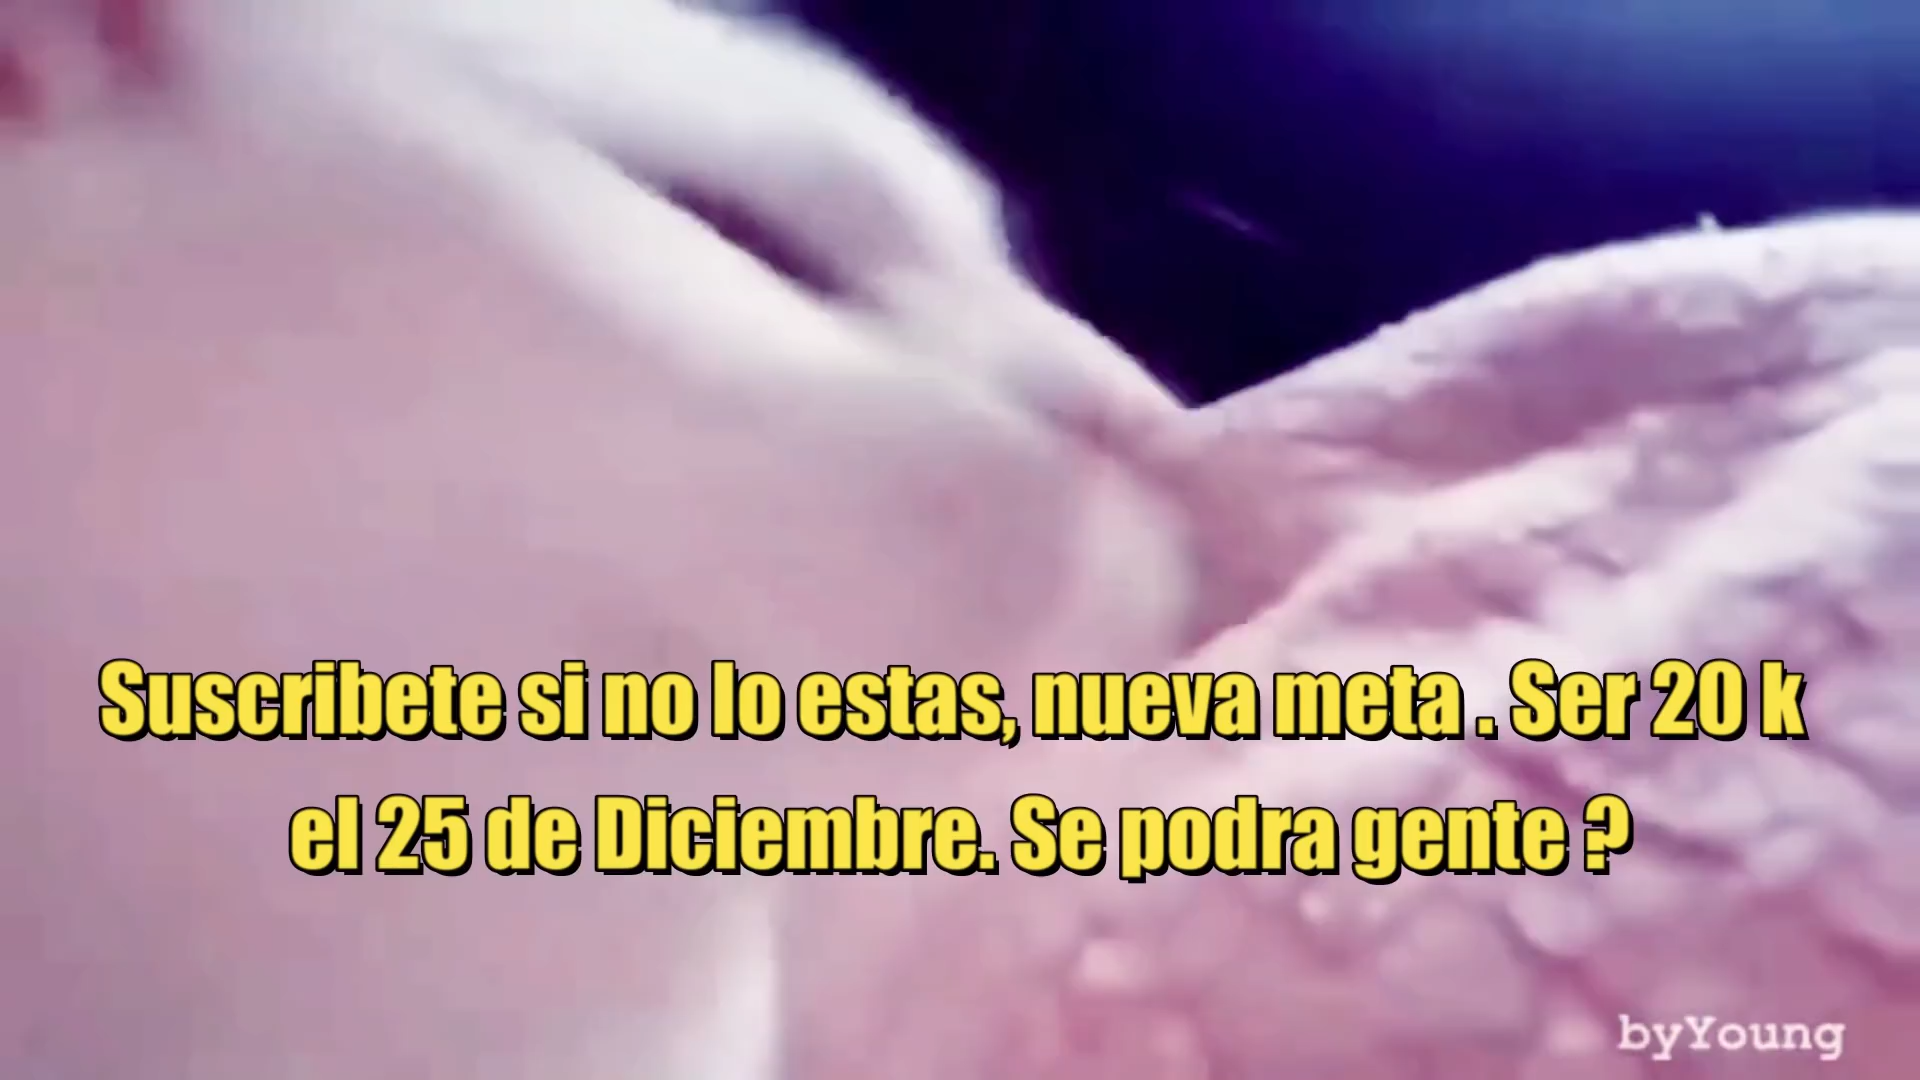 Suscribete si no lo estas, nueva meta . Ser 20 k
el 25 de Diciembre. Se podra gente ?
byYoung